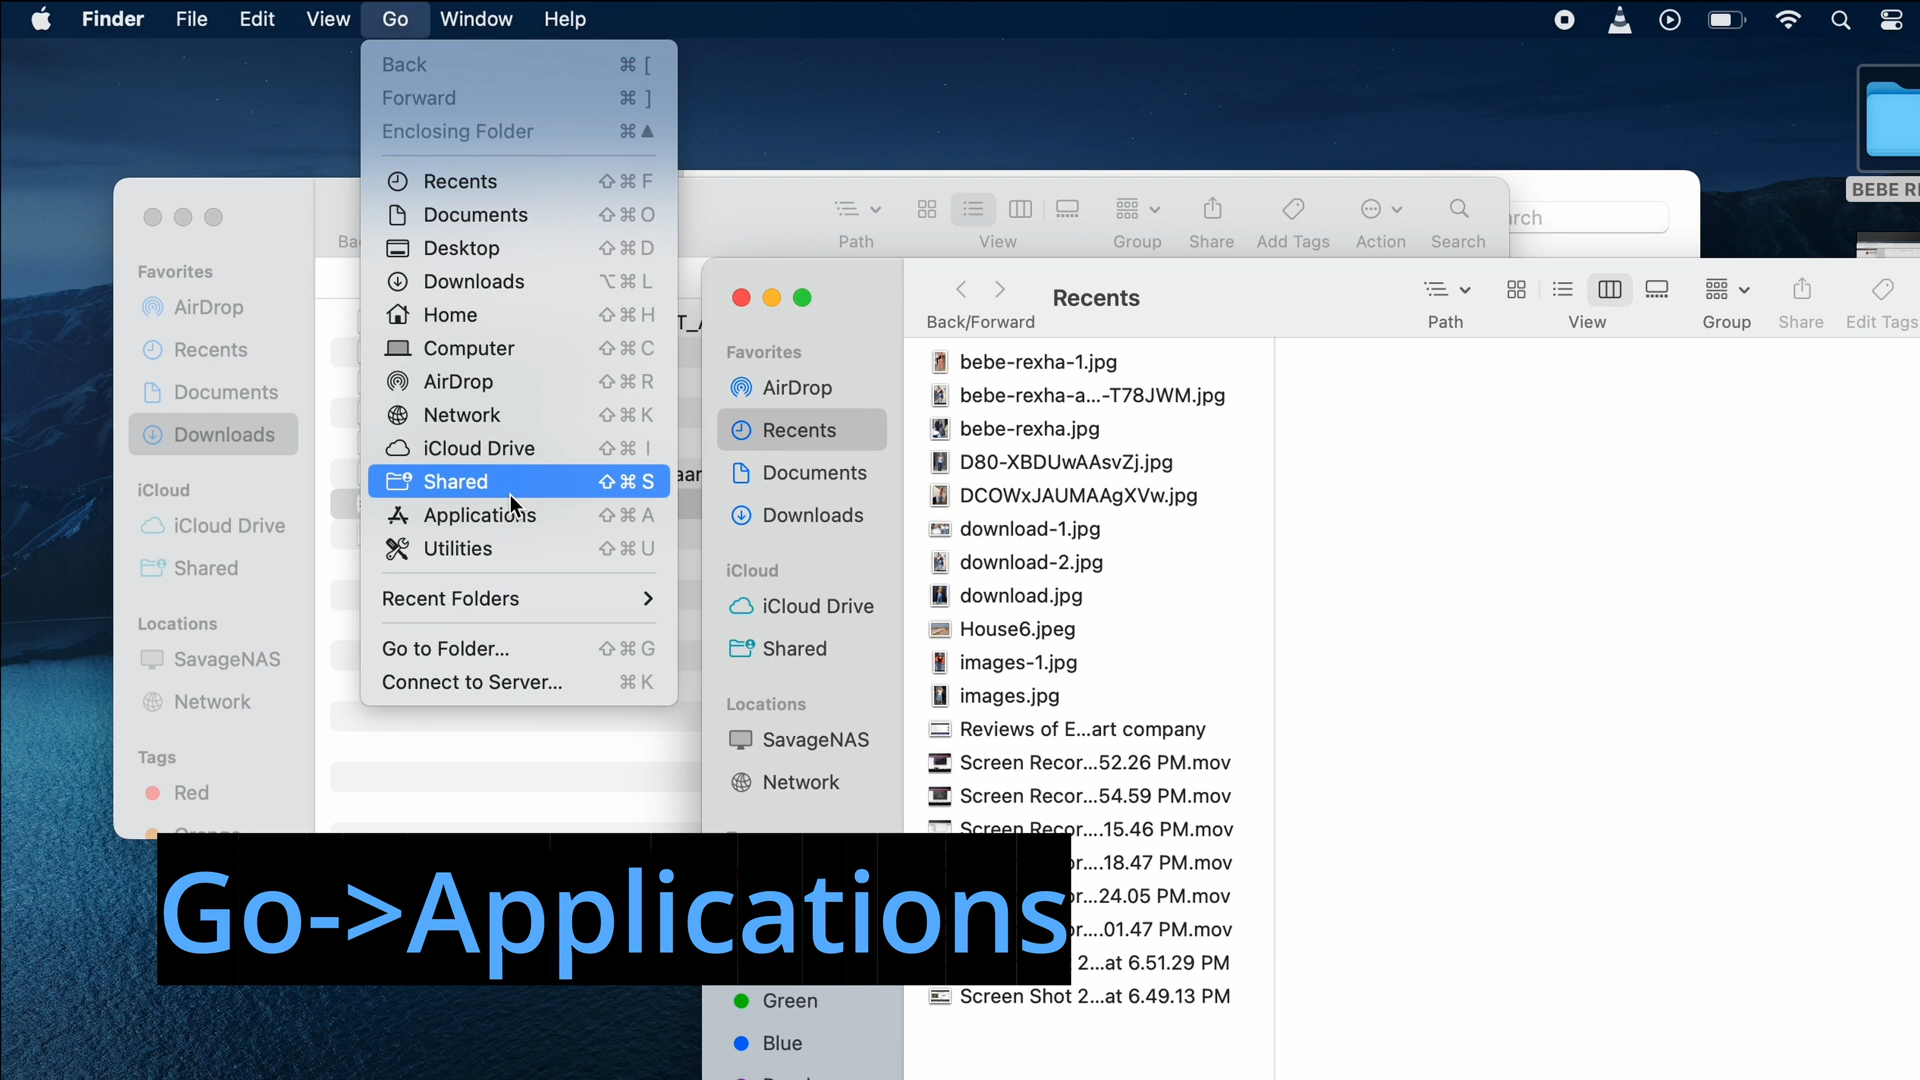 Finder File Edit View Go Window Help
Back ⌘ [
Forward ⌘ ]
Enclosing Folder ⌘ ▲
Recents ⇧ ⌘ F
Documents ⇧ ⌘ O
Desktop ⇧ ⌘ D
Downloads ⌥ ⌘ L
Home ⇧ ⌘ H
Computer ⇧ ⌘ C
AirDrop ⇧ ⌘ R
Network ⇧ ⌘ K
iCloud Drive ⇧ ⌘ I
Shared ⇧ ⌘ S
Applications ⇧ ⌘ A
Utilities ⇧ ⌘ U
Recent Folders
Go to Folder... ⇧ ⌘ G
Connect to Server... ⌘ K
Path View Group Share Add Tags Action Search
Favorites
AirDrop
Recents
Documents
Downloads
iCloud
iCloud Drive
Shared
Locations
SavageNAS
Network
Tags
Red
Recents
Back/Forward
Path View Group Share Edit Tags
Favorites
AirDrop
Recents
Documents
Downloads
iCloud
iCloud Drive
Shared
Locations
SavageNAS
Network
Green
Blue
bebe-rexha-1.jpg
bebe-rexha-a...-T78JWM.jpg
bebe-rexha.jpg
D80-XBDUwAAsvZj.jpg
DCOWxJAUMAAgXVw.jpg
download-1.jpg
download-2.jpg
download.jpg
House6.jpeg
images-1.jpg
images.jpg
Reviews of E...art company
Screen Recor...52.26 PM.mov
Screen Recor...54.59 PM.mov
Screen Recor....15.46 PM.mov
r....18.47 PM.mov
r...24.05 PM.mov
r....01.47 PM.mov
2...at 6.51.29 PM
Screen Shot 2...at 6.49.13 PM
BEBE RE
Go->Applications